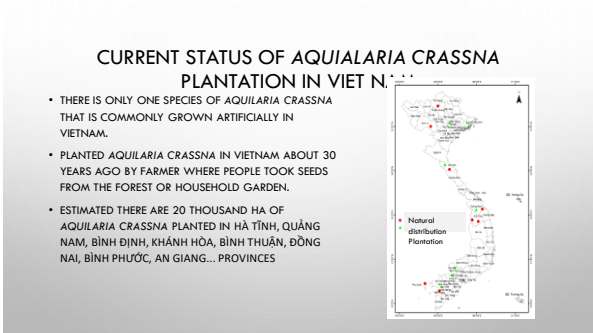 CURRENT STATUS OF AQUIALARIA CRASSNA
PLANTATION IN VIET NAM
• THERE IS ONLY ONE SPECIES OF AQUILARIA CRASSNA
THAT IS COMMONLY GROWN ARTIFICIALLY IN
VIETNAM.
• PLANTED AQUILARIA CRASSNA IN VIETNAM ABOUT 30
YEARS AGO BY FARMER WHERE PEOPLE TOOK SEEDS
FROM THE FOREST OR HOUSEHOLD GARDEN.
• ESTIMATED THERE ARE 20 THOUSAND HA OF
AQUILARIA CRASSNA PLANTED IN HÀ TĨNH, QUẢNG
NAM, BÌNH ĐỊNH, KHÁNH HÒA, BÌNH THUẬN, ĐỒNG
NAI, BÌNH PHƯỚC, AN GIANG... PROVINCES
Natural
distribution
Plantation